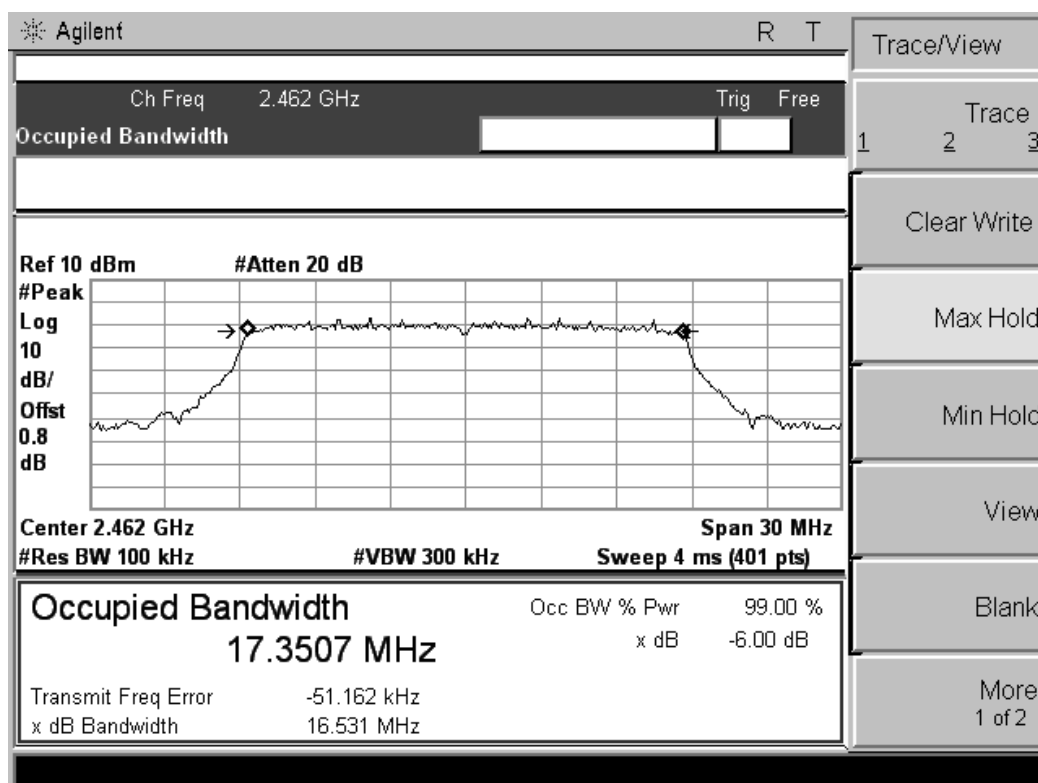 Agilent R T
Trace/View
Ch Freq 2.462 GHz Trig Free
Occupied Bandwidth
Trace
1 2 3
Clear Write
Ref 10 dBm #Atten 20 dB
#Peak
Log
10
dB/
Offst
0.8
dB
Max Hold
Min Hold
Center 2.462 GHz Span 30 MHz
#Res BW 100 kHz #VBW 300 kHz Sweep 4 ms (401 pts)
View
Occupied Bandwidth
17.3507 MHz
Occ BW % Pwr 99.00 %
x dB -6.00 dB
Transmit Freq Error -51.162 kHz
x dB Bandwidth 16.531 MHz
Blank
More
1 of 2